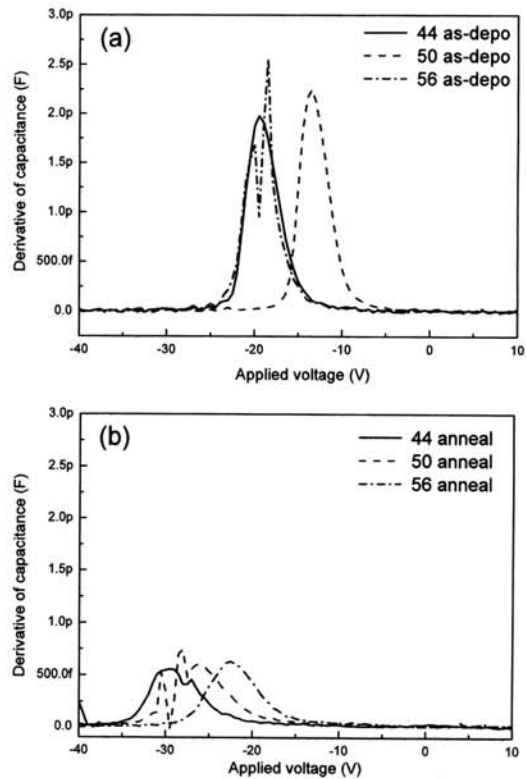 (a)
44 as-depo
50 as-depo
56 as-depo
Derivative of capacitance (F)
3.0p
2.5p
2.0p
1.5p
1.0p
500.0f
0.0
-40
-30
-20
-10
0
10
Applied voltage (V)
(b)
44 anneal
50 anneal
56 anneal
Derivative of capacitance (F)
3.0p
2.5p
2.0p
1.5p
1.0p
500.0f
0.0
-40
-30
-20
-10
0
10
Applied voltage (V)